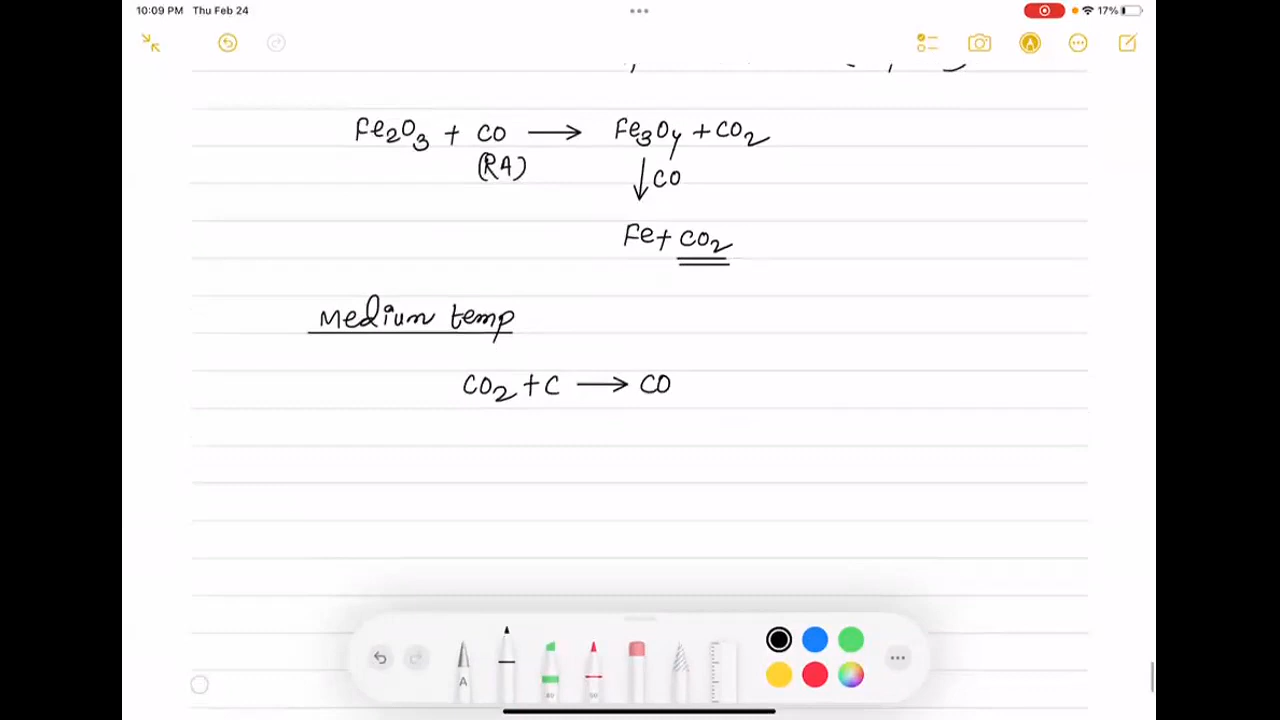 10:09 PM Thu Feb 24
17%
Fe2O3 + CO → Fe3O4 + CO2
(RA)
↓ CO
Fe + CO2
Medium temp
CO2 + C → CO
A